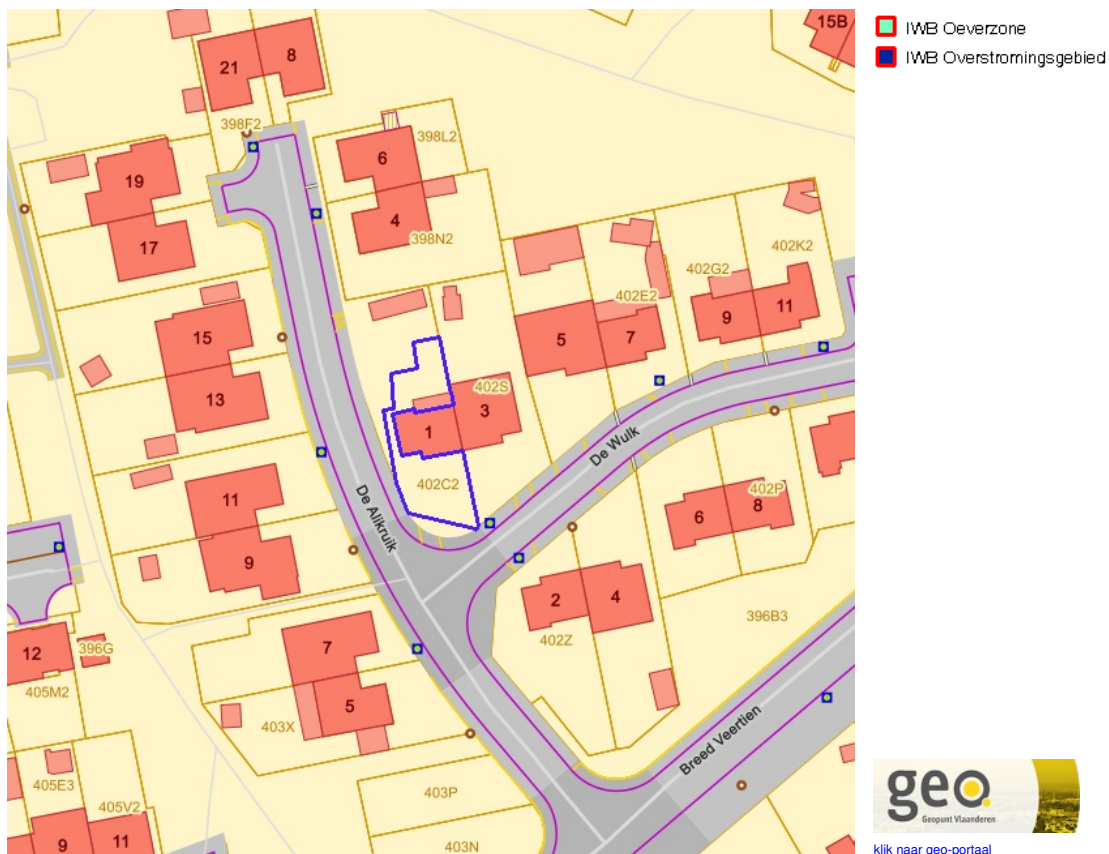 15B
IWB Oeverzone
IWB Overstromingsgebied
21
8
398F2
398L2
6
19
4
17
398N2
402K2
402G2
402E2
11
9
5
7
15
13
402S
3
1
De Wulk
402C2
De Alikruik
11
9
402P
6
8
2
4
402Z
396B3
12
396G
405M2
7
5
403X
Breed Veertien
405E3
405V2
403P
403N
9
11
geo.
Geopunt Vlaanderen
klik naar geo-portaal